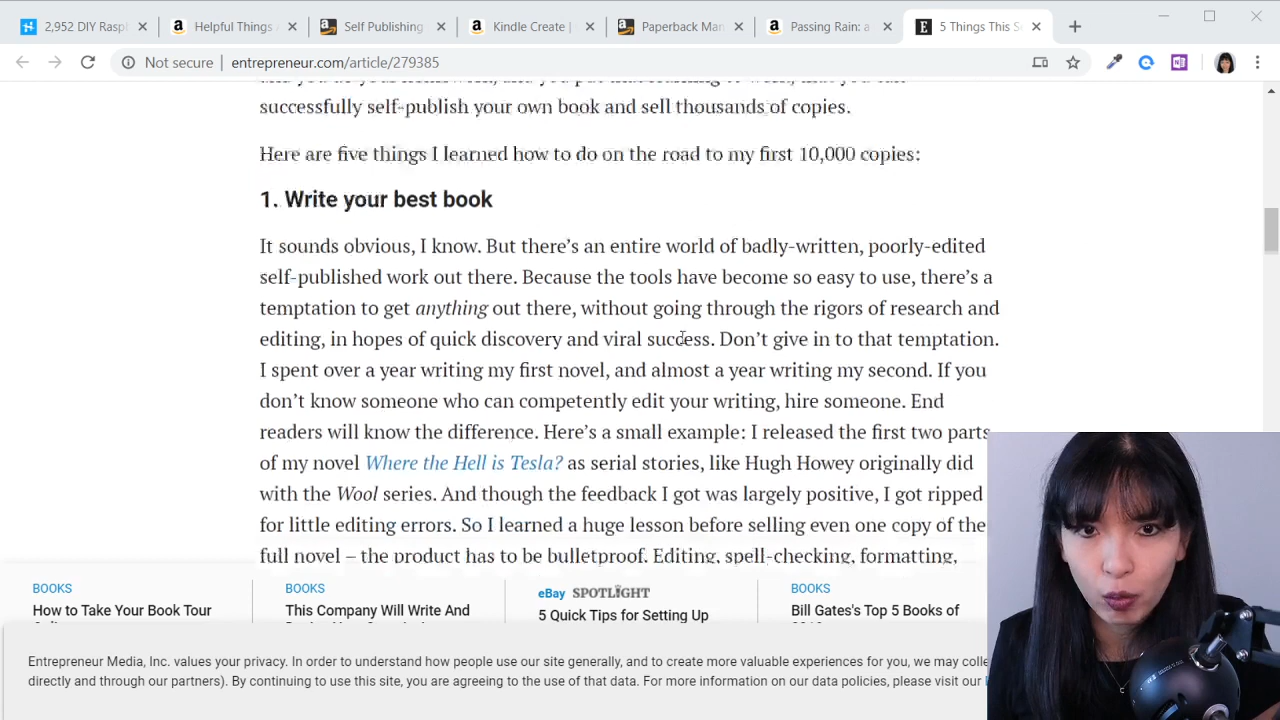 2,952 DIY Rasp
Helpful Things
Self Publishing
Kindle Create |
Paperback Man
Passing Rain: a
5 Things This S
Not secure | entrepreneur.com/article/279385
successfully self-publish your own book and sell thousands of copies.
Here are five things I learned how to do on the road to my first 10,000 copies:
1. Write your best book
It sounds obvious, I know. But there's an entire world of badly-written, poorly-edited
self-published work out there. Because the tools have become so easy to use, there's a
temptation to get anything out there, without going through the rigors of research and
editing, in hopes of quick discovery and viral success. Don't give in to that temptation.
I spent over a year writing my first novel, and almost a year writing my second. If you
don't know someone who can competently edit your writing, hire someone. End
readers will know the difference. Here's a small example: I released the first two parts
of my novel Where the Hell is Tesla? as serial stories, like Hugh Howey originally did
with the Wool series. And though the feedback I got was largely positive, I got ripped
for little editing errors. So I learned a huge lesson before selling even one copy of the
full novel – the product has to be bulletproof. Editing, spell-checking, formatting,
BOOKS
How to Take Your Book Tour
BOOKS
This Company Will Write And
eBay SPOTLIGHT
5 Quick Tips for Setting Up
BOOKS
Bill Gates's Top 5 Books of
Entrepreneur Media, Inc. values your privacy. In order to understand how people use our site generally, and to create more valuable experiences for you, we may colle
directly and through our partners). By continuing to use this site, you are agreeing to the use of that data. For more information on our data policies, please visit our